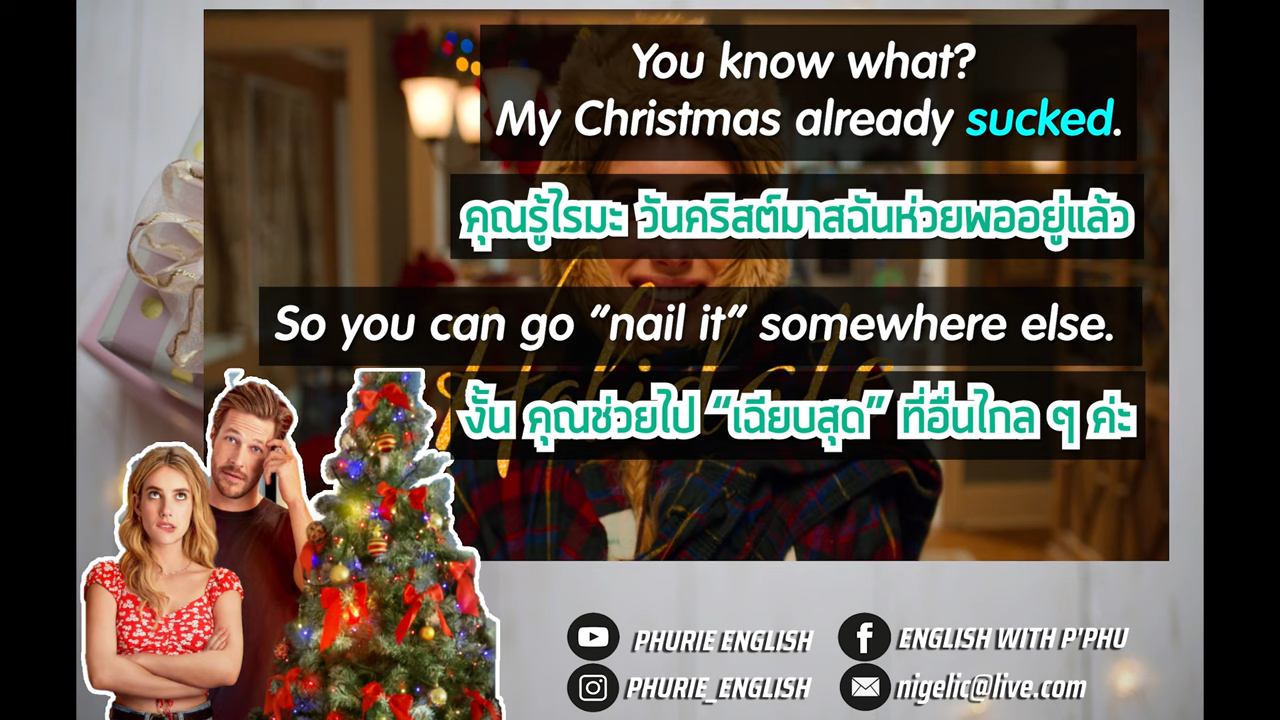 You know what?
My Christmas already sucked.
คุณรู้ไรมะ วันคริสต์มาสฉันห่วยพออยู่แล้ว
So you can go “nail it” somewhere else.
งั้น คุณช่วยไป “เฉียบสุด” ที่อื่นไกล ๆ ค่ะ
Holidate
PHURIE ENGLISH
ENGLISH WITH P'PHU
PHURIE_ENGLISH
nigelic@live.com